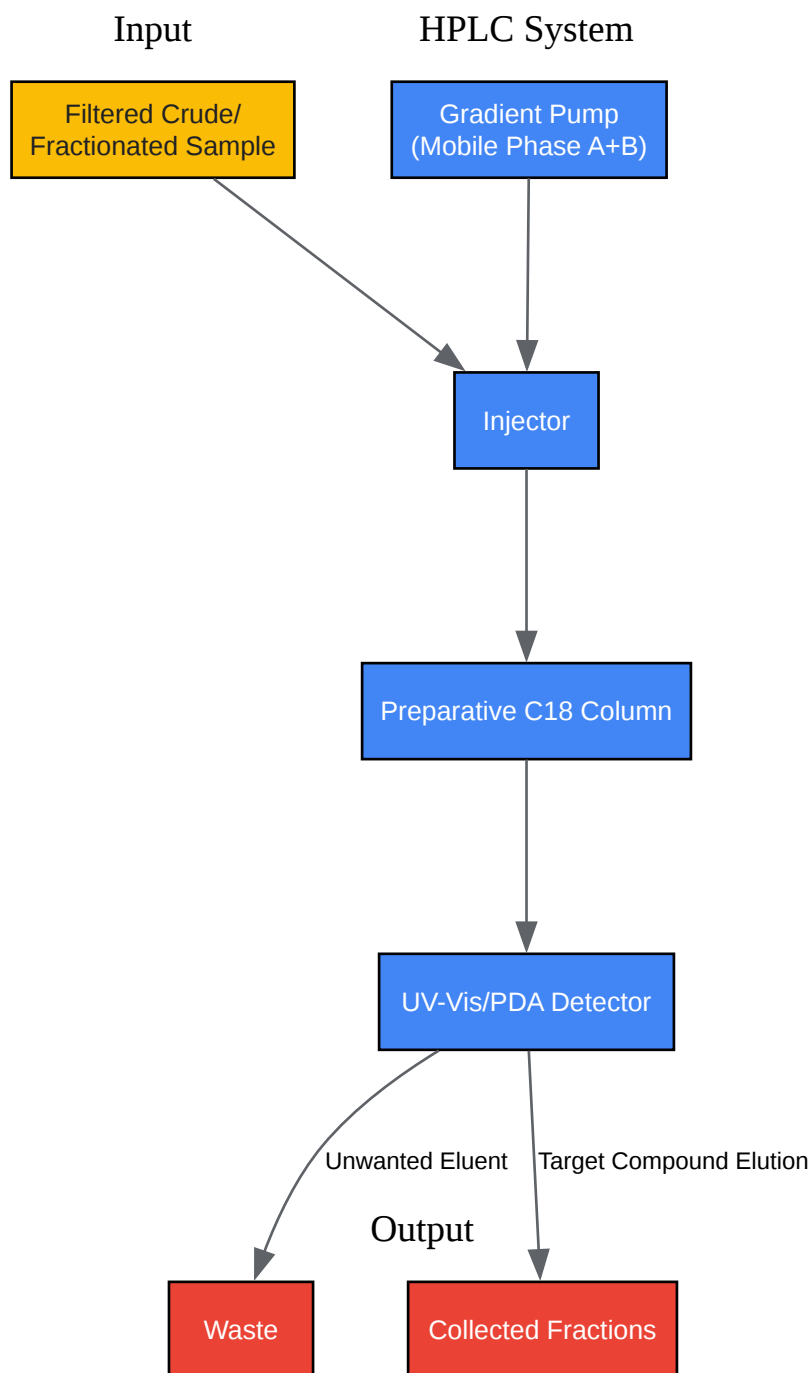 Input
HPLC System
Filtered Crude/
Fractionated Sample
Gradient Pump
(Mobile Phase A+B)
Injector
Preparative C18 Column
UV-Vis/PDA Detector
Unwanted Eluent
Target Compound Elution
Output
Waste
Collected Fractions